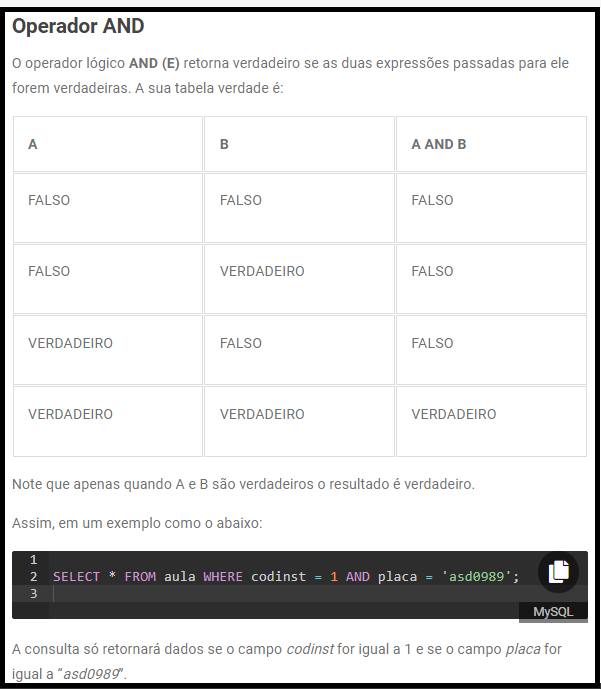 Operador AND
O operador lógico AND (E) retorna verdadeiro se as duas expressões passadas para ele
forem verdadeiras. A sua tabela verdade é:
A B A AND B
FALSO FALSO FALSO
FALSO VERDADEIRO FALSO
VERDADEIRO FALSO FALSO
VERDADEIRO VERDADEIRO VERDADEIRO
Note que apenas quando A e B são verdadeiros o resultado é verdadeiro.
Assim, em um exemplo como o abaixo:
1
2 SELECT * FROM aula WHERE codinst = 1 AND placa = 'asd0989';
3
MySQL
A consulta só retornará dados se o campo codinst for igual a 1 e se o campo placa for
igual a “asd0989”.